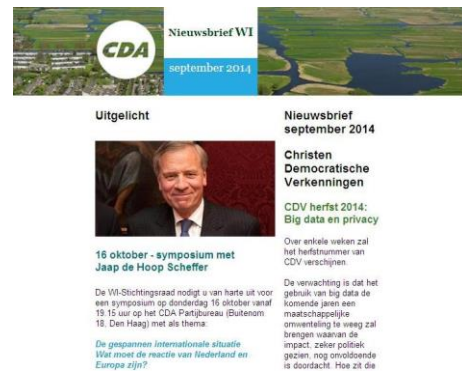 CDA
Nieuwsbrief WI
september 2014
Uitgelicht
16 oktober - symposium met
Jaap de Hoop Scheffer
De WI-Stichtingsraad nodigt u van harte uit voor
een symposium op donderdag 16 oktober vanaf
19.15 uur op het CDA Partijbureau (Buitenom
18, Den Haag) met als thema:
De gespannen internationale situatie
Wat moet de reactie van Nederland en
Europa zijn?
Nieuwsbrief
september 2014
Christen
Democratische
Verkenningen
CDV herfst 2014:
Big data en privacy
Over enkele weken zal
het herfstnummer van
CDV verschijnen.
De verwachting is dat het
gebruik van big data de
komende jaren een
maatschappelijke
omwenteling te weeg zal
brengen waarvan de
impact, zeker politiek
gezien, nog onvoldoende
is doordacht. Hoe zit die